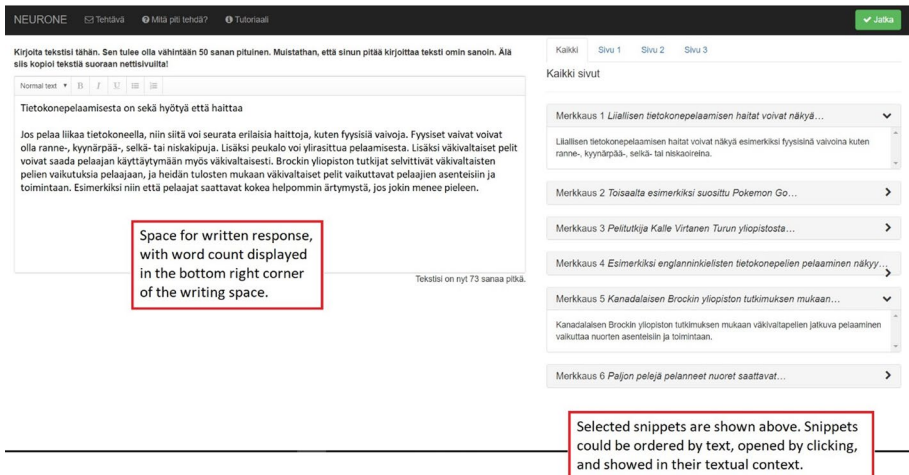 NEURONE Tehtävä Mitä piti tehdä? Tutoriaali Jatka
Kirjoita tekstisi tähän. Sen tulee olla vähintään 50 sanan pituinen. Muistathan, että sinun pitää kirjoittaa teksti omin sanoin. Älä
siis kopioi tekstiä suoraan nettisivuilta!
Normal text B I U
Tietokonepelaamisesta on sekä hyötyä että haittaa
Jos pelaa liikaa tietokoneella, niin siitä voi seurata erilaisia haittoja, kuten fyysisiä vaivoja. Fyysiset vaivat voivat
olla ranne-, kyynärpää-, selkä- tai niskakipuja. Lisäksi peukalo voi ylirasittua pelaamisesta. Lisäksi väkivaltaiset pelit
voivat saada pelaajan käyttäytymään myös väkivaltaisesti. Brockin yliopiston tutkijat selvittivät väkivaltaisten
pelien vaikutuksia pelaajaan, ja heidän tulosten mukaan väkivaltaiset pelit vaikuttavat pelaajien asenteisiin ja
toimintaan. Esimerkiksi niin että pelaajat saattavat kokea helpommin ärtymystä, jos jokin menee pieleen.
Space for written response,
with word count displayed
in the bottom right corner
of the writing space.
Tekstisi on nyt 73 sanaa pitkä.
Kaikki Sivu 1 Sivu 2 Sivu 3
Kaikki sivut
Merkkaus 1 Liiallisen tietokonepelaamisen haitat voivat näkyä…
Liiallisen tietokonepelaamisen haitat voivat näkyä esimerkiksi fyysisinä vaivoina kuten
ranne-, kyynärpää-, selkä- tai niskaoireina.
Merkkaus 2 Toisaalta esimerkiksi suosittu Pokemon Go…
Merkkaus 3 Pelitutkija Kalle Virtanen Turun yliopistosta…
Merkkaus 4 Esimerkiksi englanninkielisten tietokonepelien pelaaminen näkyy…
Merkkaus 5 Kanadalaisen Brockin yliopiston tutkimuksen mukaan…
Kanadalaisen Brockin yliopiston tutkimuksen mukaan väkivaltapelien jatkuva pelaaminen
vaikuttaa nuorten asenteisiin ja toimintaan.
Merkkaus 6 Paljon pelejä pelanneet nuoret saattavat…
Selected snippets are shown above. Snippets
could be ordered by text, opened by clicking,
and showed in their textual context.